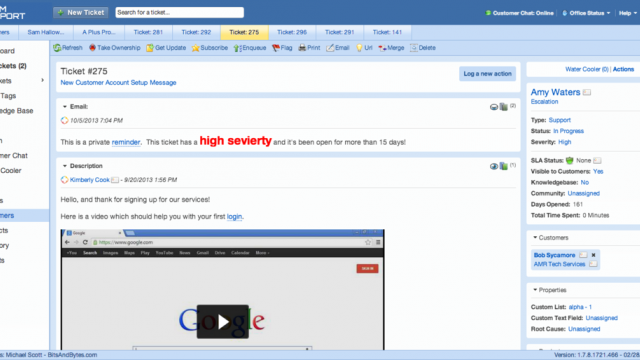 PORT
New Ticket
Search for a ticket...
Customer Chat: Online
Office Status
Help
Sam Hallow...
A Plus Pro...
Ticket: 281
Ticket: 292
Ticket: 275
Ticket: 296
Ticket: 291
Ticket: 141
Refresh
Take Ownership
Get Update
Subscribe
Enqueue
Flag
Print
Email
Url
Merge
Delete
board
kets (2)
kets
Tags
ledge Base
mer Chat
Cooler
mers
cts
ory
ts
Ticket #275
New Customer Account Setup Message
Log a new action
Email:
(2)
10/5/2013 7:04 PM
This is a private reminder. This ticket has a high sevierty and it's been open for more than 15 days!
Description
(1)
Kimberly Cook - 9/20/2013 1:56 PM
Hello, and thank for signing up for our services!
Here is a video which should help you with your first login.
Google
https://www.google.com
+You Search Images Maps Play YouTube News Gmail Drive Calendar More
Google
Water Cooler (0) | Actions
Amy Waters
Escalation
Type: Support
Status: In Progress
Severity: High
SLA Status: None
Visible to Customers: Yes
Knowledgebase: No
Community: Unassigned
Days Opened: 161
Total Time Spent: 0 Minutes
Customers
Bob Sycamore
AMR Tech Services
Properties
Custom List: alpha - 1
Custom Text Field: Unassigned
Root Cause: Unassigned
s: Michael Scott - BitsAndBytes.com
Version: 1.7.8.1721.466 - 02/28